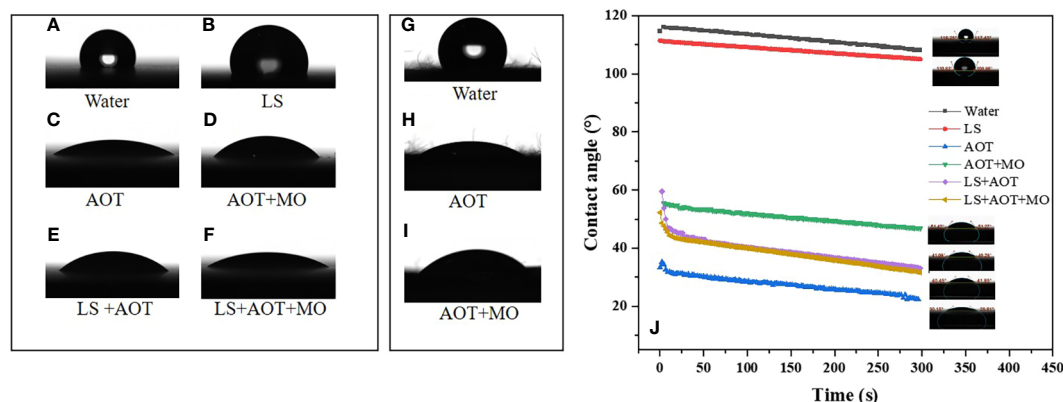 A
B
G
Water
LS
Water
C
D
H
AOT
AOT+MO
AOT
E
F
I
LS +AOT
LS+AOT+MO
AOT+MO
120
100
80
60
40
20
Contact angle (°)
0
50
100
150
200
250
300
350
400
450
Time (s)
J
Water
LS
AOT
AOT+MO
LS+AOT
LS+AOT+MO